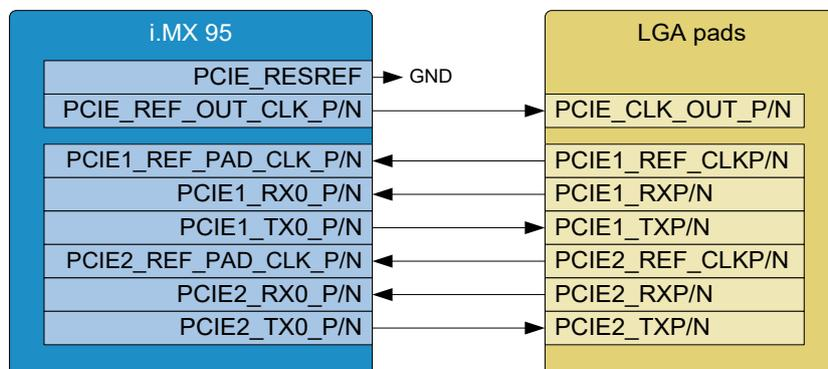 i.MX 95
LGA pads
PCIE_RESREF
GND
PCIE_REF_OUT_CLK_P/N
PCIE_CLK_OUT_P/N
PCIE1_REF_PAD_CLK_P/N
PCIE1_REF_CLKP/N
PCIE1_RX0_P/N
PCIE1_RXP/N
PCIE1_TX0_P/N
PCIE1_TXP/N
PCIE2_REF_PAD_CLK_P/N
PCIE2_REF_CLKP/N
PCIE2_RX0_P/N
PCIE2_RXP/N
PCIE2_TX0_P/N
PCIE2_TXP/N